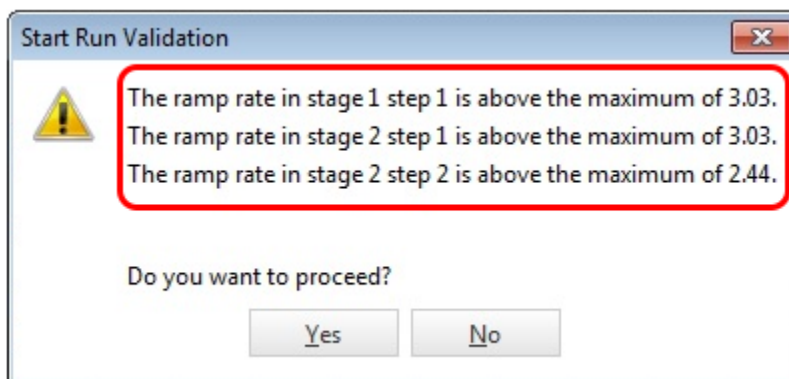 Start Run Validation
The ramp rate in stage 1 step 1 is above the maximum of 3.03.
The ramp rate in stage 2 step 1 is above the maximum of 3.03.
The ramp rate in stage 2 step 2 is above the maximum of 2.44.
Do you want to proceed?
Yes No